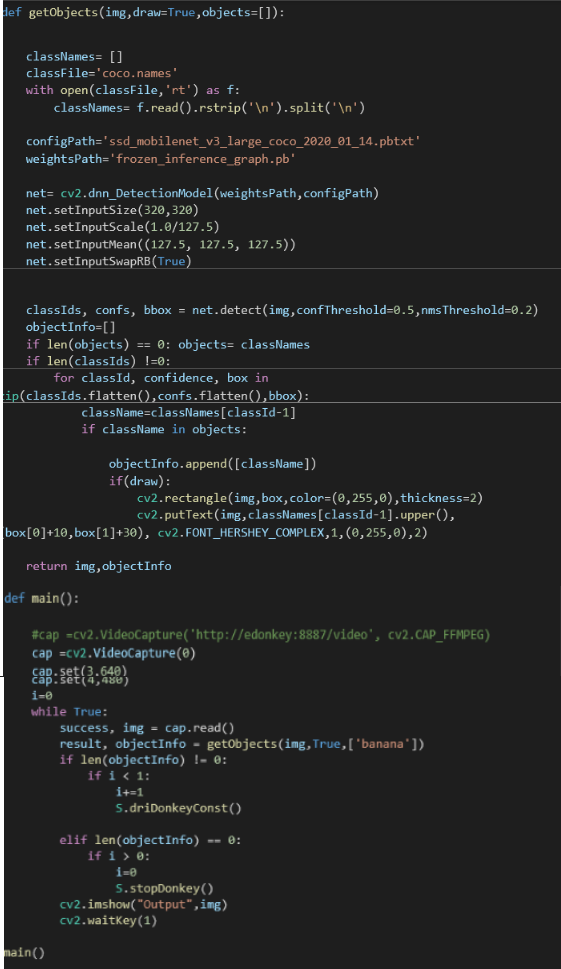 def getObjects(img,draw=True,objects=[]):
classNames= []
classFile='coco.names'
with open(classFile,'rt') as f:
classNames= f.read().rstrip('\n').split('\n')
configPath='ssd_mobilenet_v3_large_coco_2020_01_14.pbtxt'
weightsPath='frozen_inference_graph.pb'
net= cv2.dnn_DetectionModel(weightsPath,configPath)
net.setInputSize(320,320)
net.setInputScale(1.0/127.5)
net.setInputMean((127.5, 127.5, 127.5))
net.setInputSwapRB(True)
classIds, confs, bbox = net.detect(img,confThreshold=0.5,nmsThreshold=0.2)
objectInfo=[]
if len(objects) == 0: objects= classNames
if len(classIds) !=0:
for classId, confidence, box in
zip(classIds.flatten(),confs.flatten(),bbox):
className=classNames[classId-1]
if className in objects:
objectInfo.append([className])
if(draw):
cv2.rectangle(img,box,color=(0,255,0),thickness=2)
cv2.putText(img,classNames[classId-1].upper(),
(box[0]+10,box[1]+30), cv2.FONT_HERSHEY_COMPLEX,1,(0,255,0),2)
return img,objectInfo
def main():
#cap =cv2.VideoCapture('http://edonkey:8887/video', cv2.CAP_FFMPEG)
cap =cv2.VideoCapture(0)
cap.set(3,640)
cap.set(4,480)
i=0
while True:
success, img = cap.read()
result, objectInfo = getObjects(img,True,['banana'])
if len(objectInfo) != 0:
if i < 1:
i+=1
S.driDonkeyConst()
elif len(objectInfo) == 0:
if i > 0:
i=0
S.stopDonkey()
cv2.imshow("Output",img)
cv2.waitKey(1)
main()